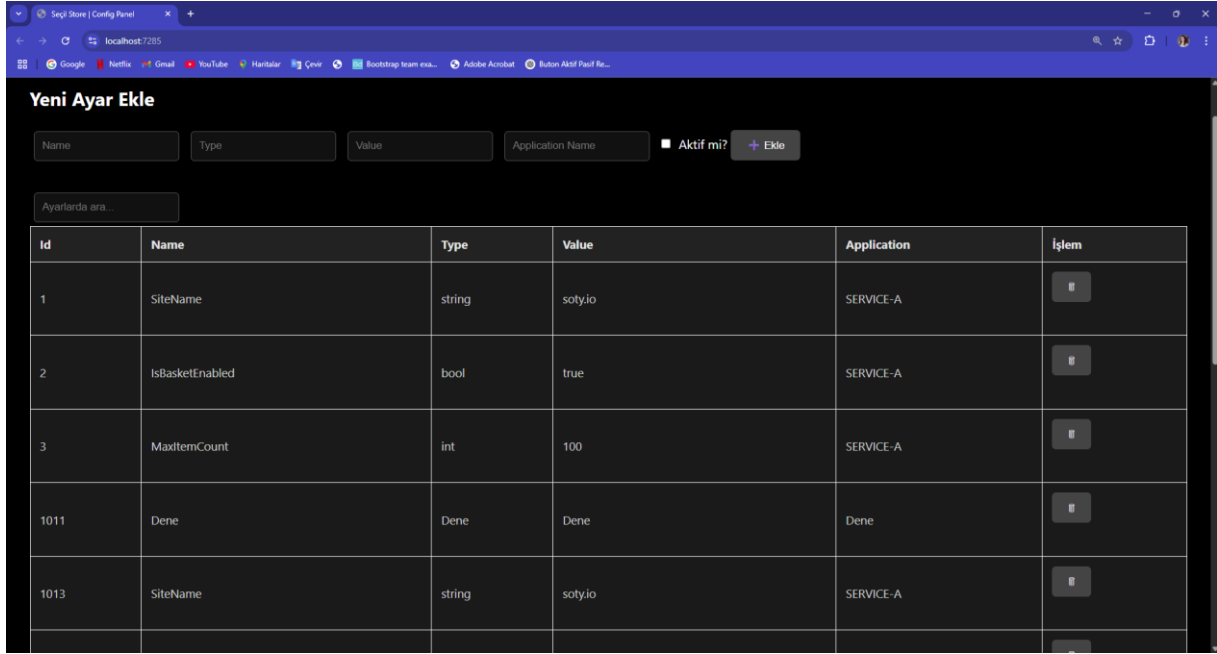 Seçil Store | Config Panel
localhost:7285
Google Netflix Gmail YouTube Haritalar Çevir Bootstrap team exa... Adobe Acrobat Buton Aktif Pasif Re...
Yeni Ayar Ekle
Name Type Value Application Name Aktif mi? Ekle
Ayarlarda ara...
Id Name Type Value Application İşlem
1 SiteName string soty.io SERVICE-A
2 IsBasketEnabled bool true SERVICE-A
3 MaxItemCount int 100 SERVICE-A
1011 Dene Dene Dene Dene
1013 SiteName string soty.io SERVICE-A